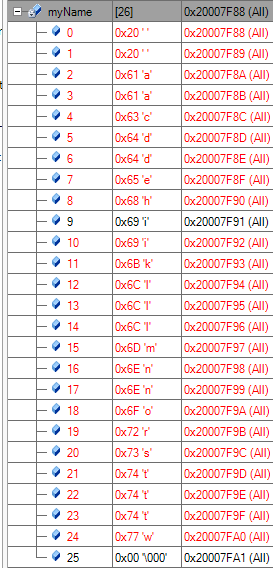 myName [26] 0x20007F88 (All)
0 0x20 ' ' 0x20007F88 (All)
1 0x20 ' ' 0x20007F89 (All)
2 0x61 'a' 0x20007F8A (All)
3 0x61 'a' 0x20007F8B (All)
4 0x63 'c' 0x20007F8C (All)
5 0x64 'd' 0x20007F8D (All)
6 0x64 'd' 0x20007F8E (All)
7 0x65 'e' 0x20007F8F (All)
8 0x68 'h' 0x20007F90 (All)
9 0x69 'i' 0x20007F91 (All)
10 0x69 'i' 0x20007F92 (All)
11 0x6B 'k' 0x20007F93 (All)
12 0x6C 'l' 0x20007F94 (All)
13 0x6C 'l' 0x20007F95 (All)
14 0x6C 'l' 0x20007F96 (All)
15 0x6D 'm' 0x20007F97 (All)
16 0x6E 'n' 0x20007F98 (All)
17 0x6E 'n' 0x20007F99 (All)
18 0x6F 'o' 0x20007F9A (All)
19 0x72 'r' 0x20007F9B (All)
20 0x73 's' 0x20007F9C (All)
21 0x74 't' 0x20007F9D (All)
22 0x74 't' 0x20007F9E (All)
23 0x74 't' 0x20007F9F (All)
24 0x77 'w' 0x20007FA0 (All)
25 0x00 '\000' 0x20007FA1 (All)